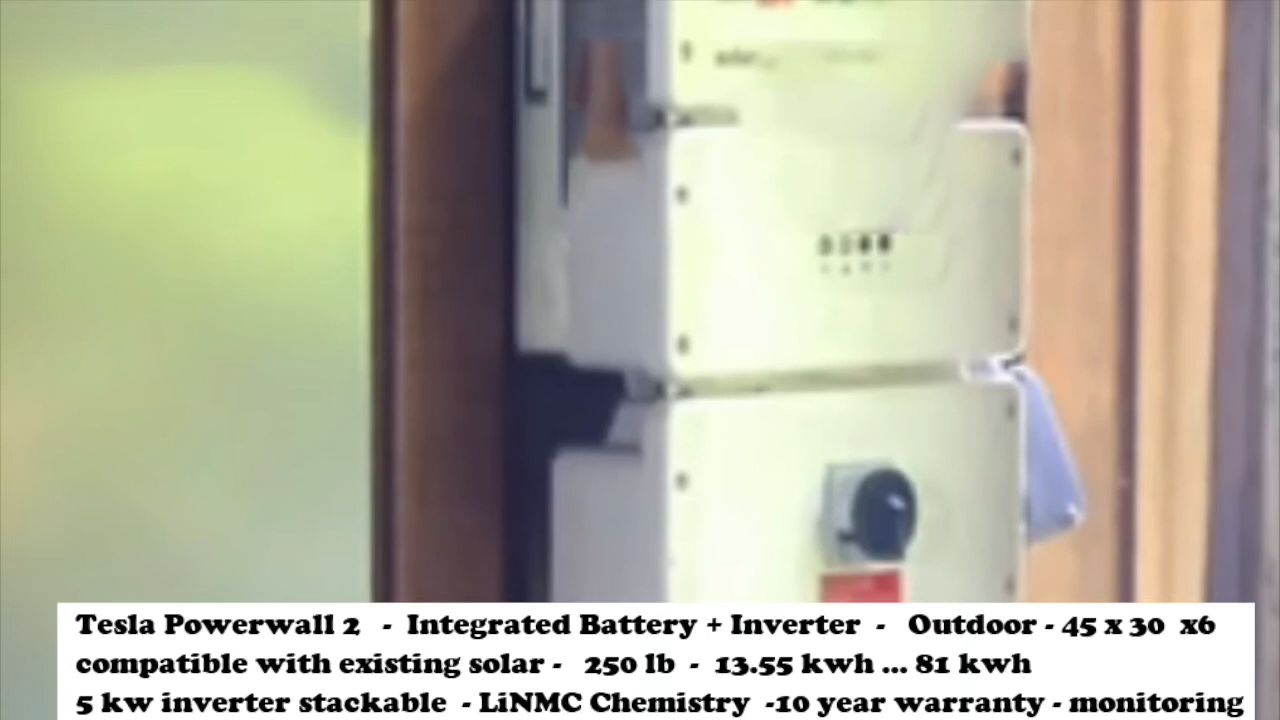 Tesla Powerwall 2 - Integrated Battery + Inverter - Outdoor - 45 x 30 x6
compatible with existing solar - 250 lb - 13.55 kwh ... 81 kwh
5 kw inverter stackable - LiNMC Chemistry -10 year warranty - monitoring